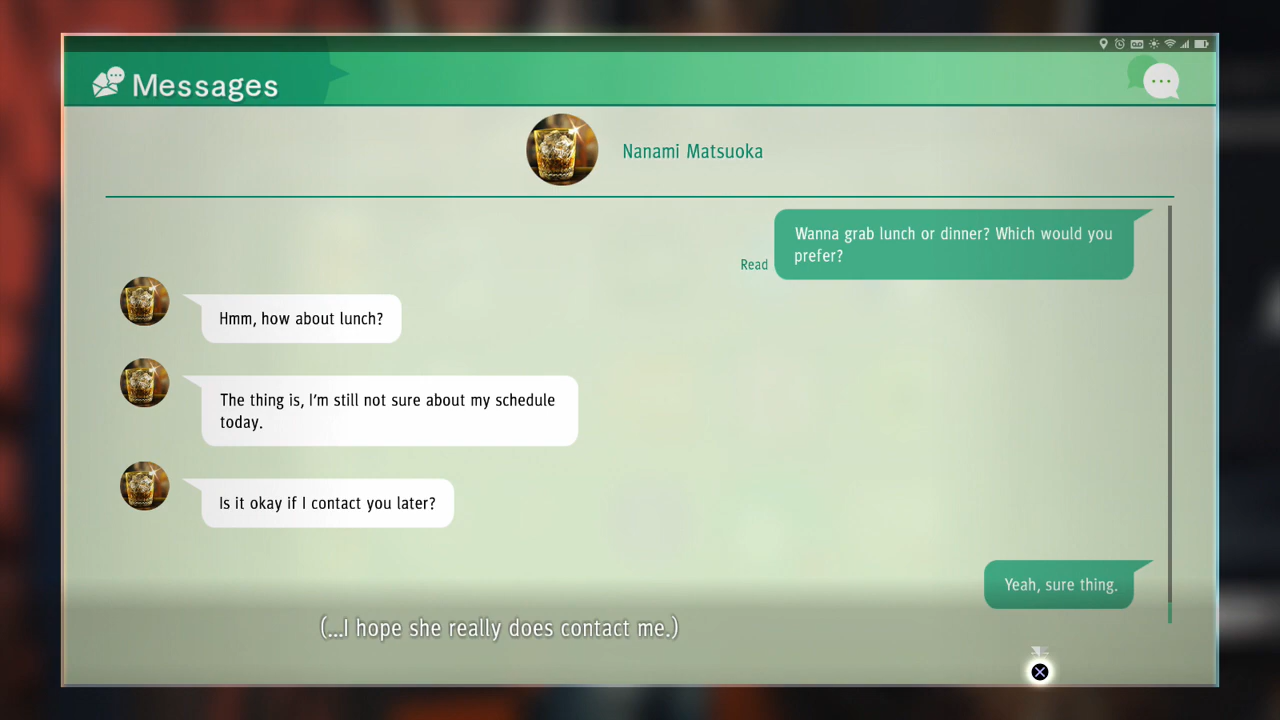 Messages
Nanami Matsuoka
Wanna grab lunch or dinner? Which would you
prefer?
Read
Hmm, how about lunch?
The thing is, I'm still not sure about my schedule
today.
Is it okay if I contact you later?
Yeah, sure thing.
(...I hope she really does contact me.)